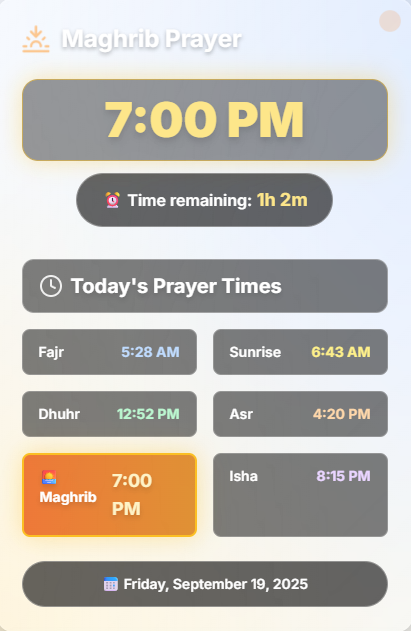 Maghrib Prayer
7:00 PM
⏰ Time remaining: 1h 2m
Today's Prayer Times
Fajr 5:28 AM
Sunrise 6:43 AM
Dhuhr 12:52 PM
Asr 4:20 PM
🌅 Maghrib 7:00 PM
Isha 8:15 PM
📅 Friday, September 19, 2025